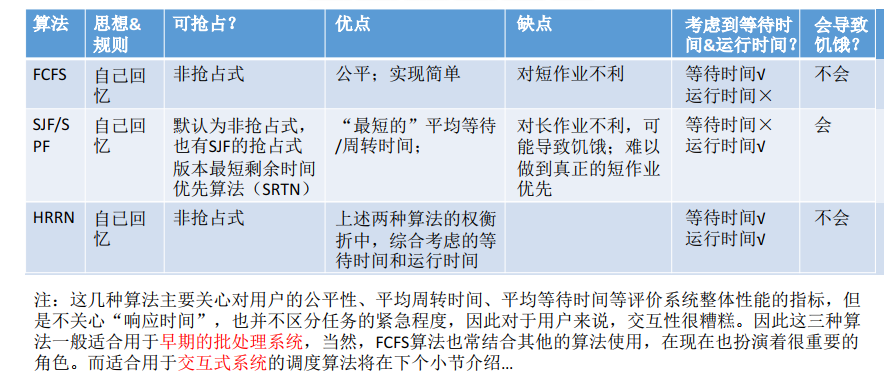 算法 思想& 可抢占? 优点 缺点 考虑到等待时 会导致
规则 间&运行时间? 饥饿?
FCFS 自己回 非抢占式 公平；实现简单 对短作业不利 等待时间√ 不会
忆 运行时间×
SJF/S 自己回 默认为非抢占式， “最短的”平均等待 对长作业不利，可 等待时间× 会
PF 忆 也有SJF的抢占式 /周转时间； 能导致饥饿；难以 运行时间√
版本最短剩余时间 做到真正的短作业
优先算法（SRTN） 优先
HRRN 自己回 非抢占式 上述两种算法的权衡 等待时间√ 不会
忆 折中，综合考虑的等 运行时间√
待时间和运行时间
注：这几种算法主要关心对用户的公平性、平均周转时间、平均等待时间等评价系统整体性能的指标，但
是不关心“响应时间”，也并不区分任务的紧急程度，因此对于用户来说，交互性很糟糕。因此这三种算
法一般适合用于早期的批处理系统，当然，FCFS算法也常结合其他的算法使用，在现在也扮演着很重要的
角色。而适合用于交互式系统的调度算法将在下个小节介绍...